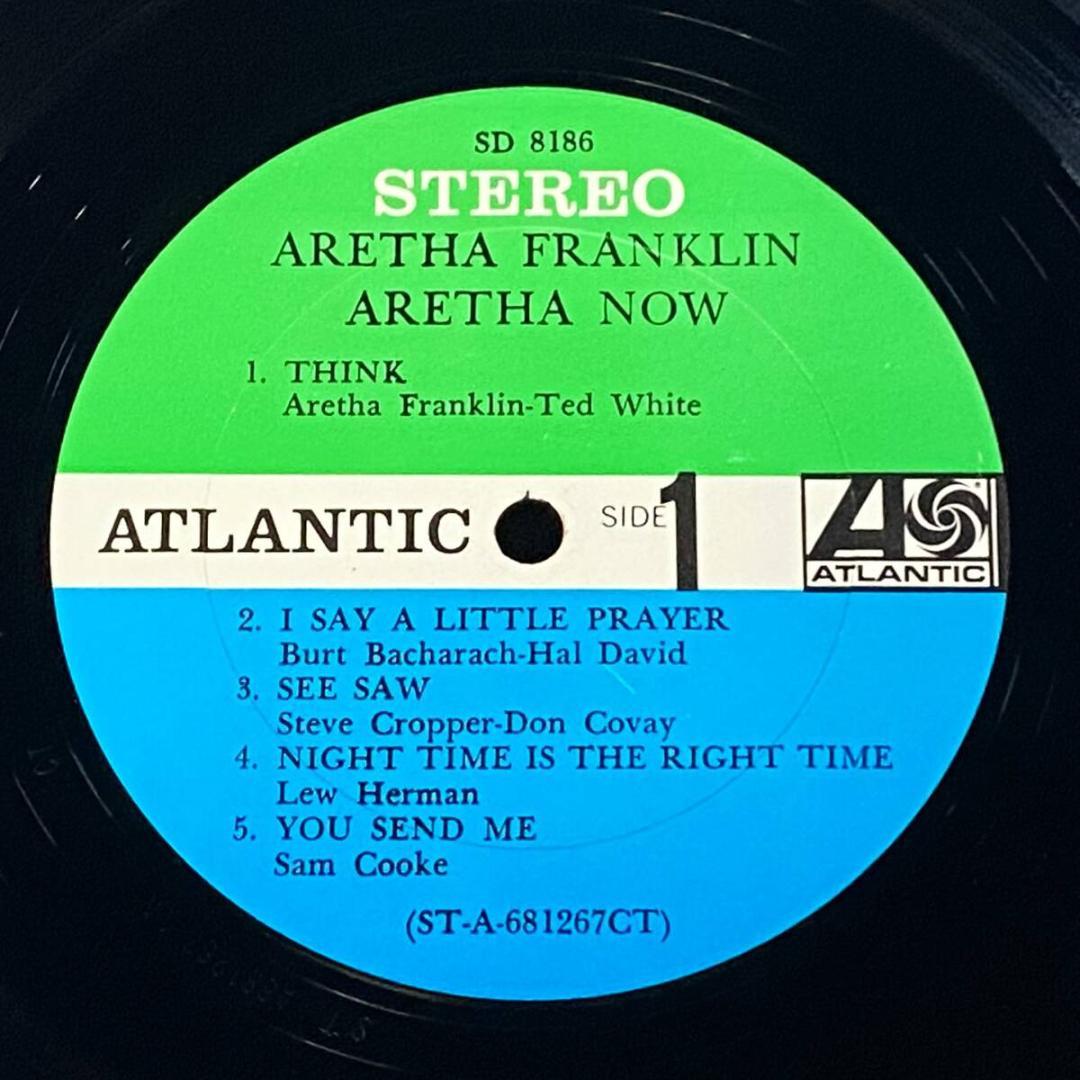 SD 8186
STEREO
ARETHA FRANKLIN
ARETHA NOW
1. THINK
Aretha Franklin-Ted White
ATLANTIC SIDE 1 A ATLANTIC
2. I SAY A LITTLE PRAYER
Burt Bacharach-Hal David
3. SEE SAW
Steve Cropper-Don Covay
4. NIGHT TIME IS THE RIGHT TIME
Lew Herman
5. YOU SEND ME
Sam Cooke
(ST-A-681267CT)